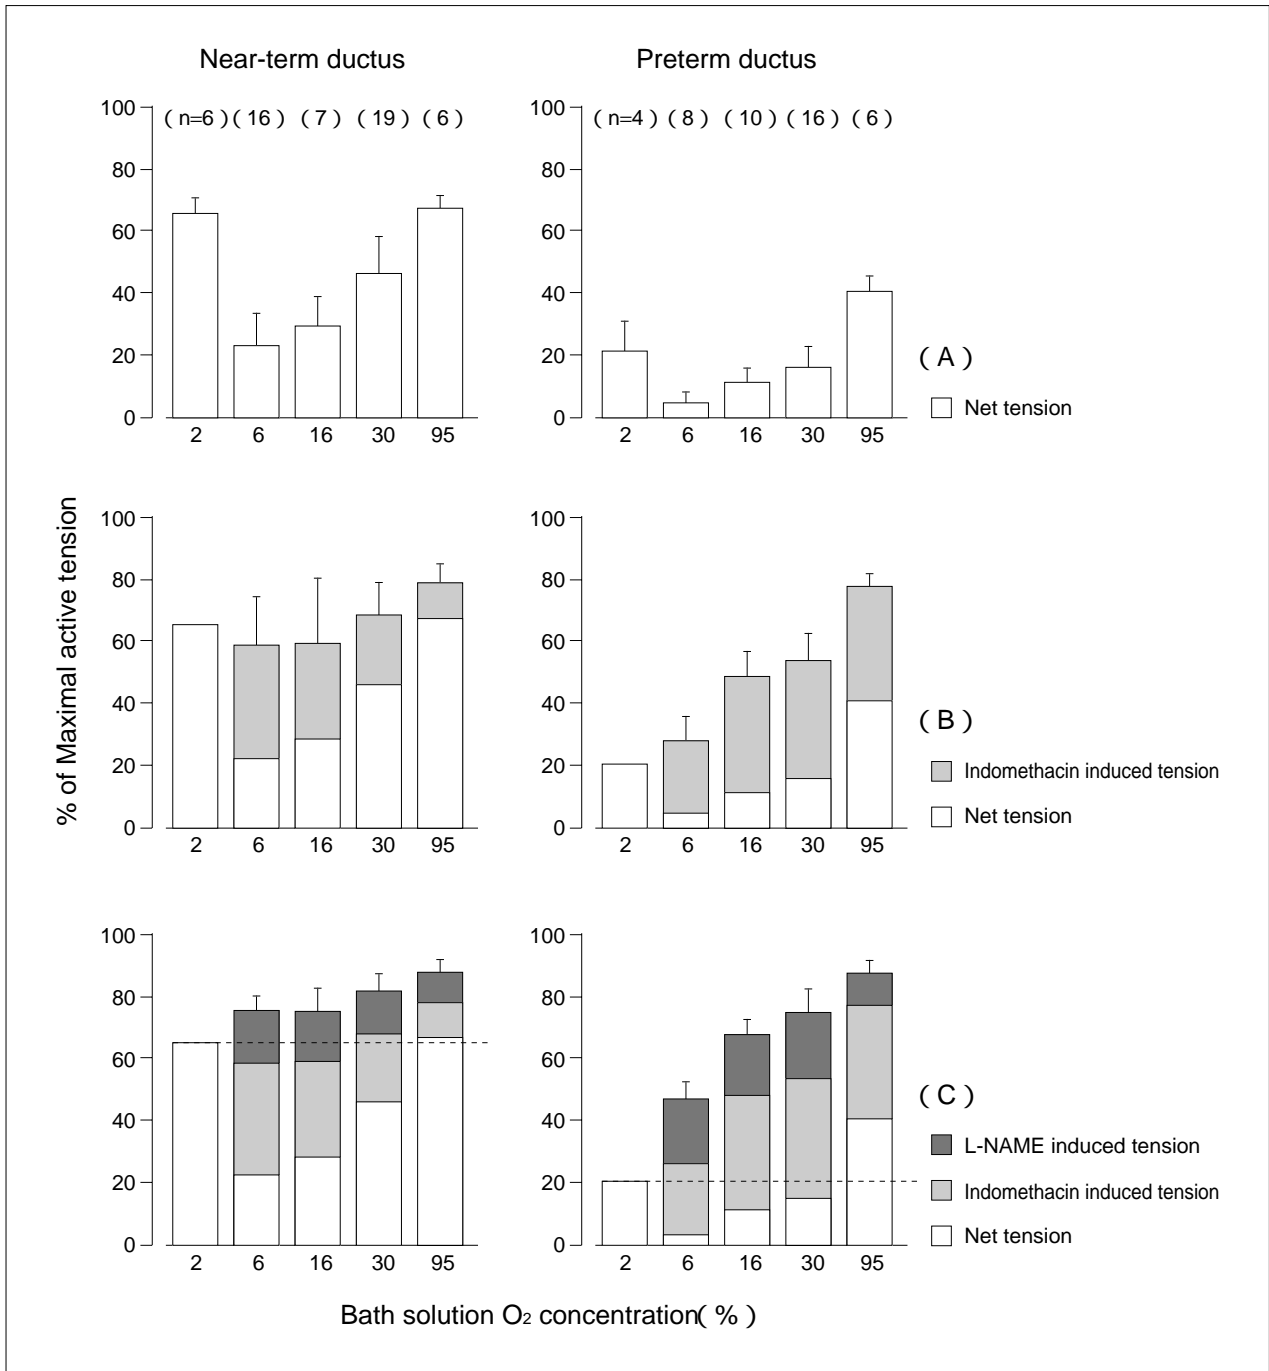 Near-term ductus
Preterm ductus
100
80
60
40
20
0
(n=6) (16) (7) (19) (6)
2 6 16 30 95
100
80
60
40
20
0
(n=4) (8) (10) (16) (6)
2 6 16 30 95
(A)
Net tension
% of Maximal active tension
100
80
60
40
20
0
2 6 16 30 95
100
80
60
40
20
0
2 6 16 30 95
(B)
Indomethacin induced tension
Net tension
100
80
60
40
20
0
2 6 16 30 95
100
80
60
40
20
0
2 6 16 30 95
(C)
L-NAME induced tension
Indomethacin induced tension
Net tension
Bath solution O₂ concentration(%)